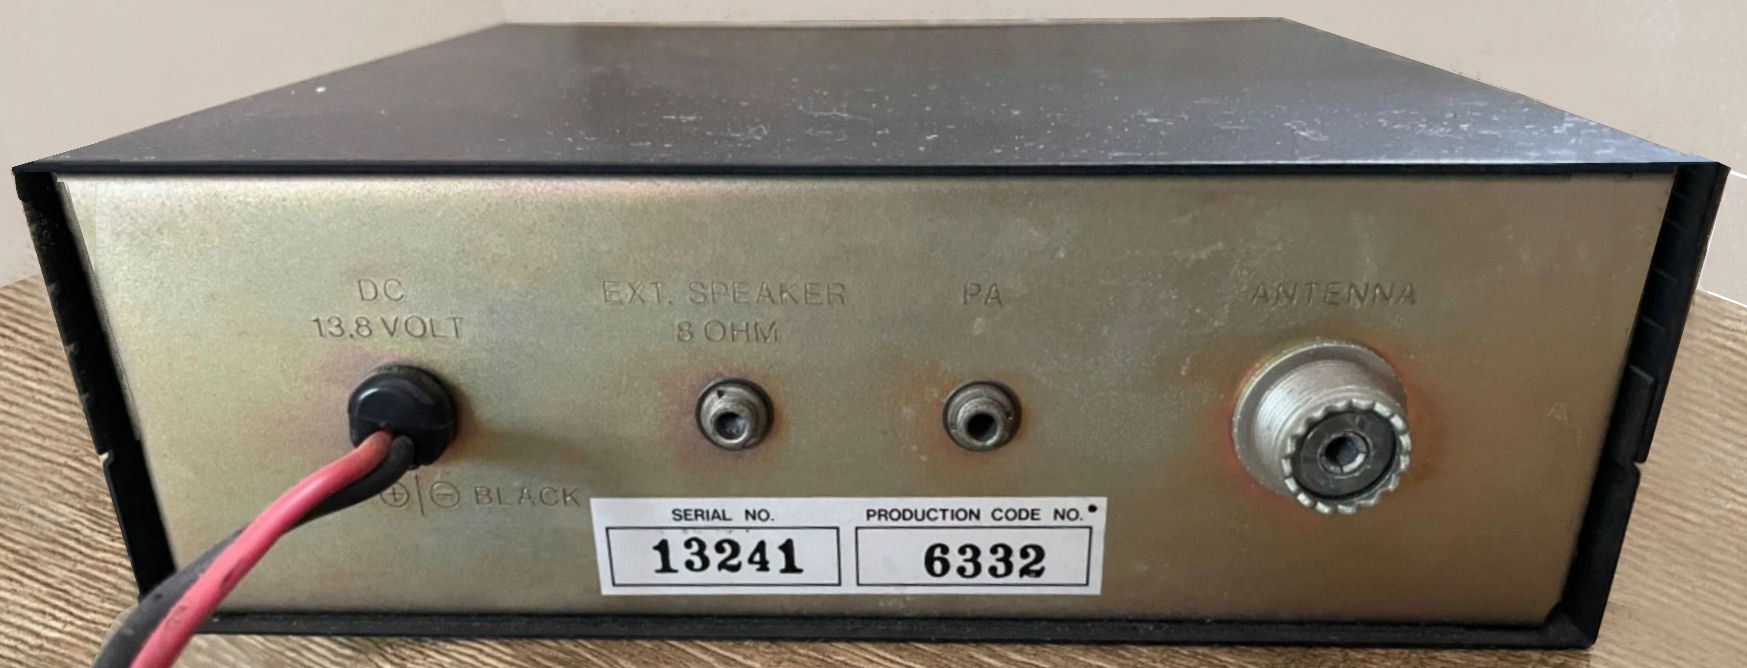 DC
13.8 VOLT
EXT. SPEAKER
8 OHM
PA
ANTENNA
⊕|⊖ BLACK
SERIAL NO.
13241
PRODUCTION CODE NO.
6332